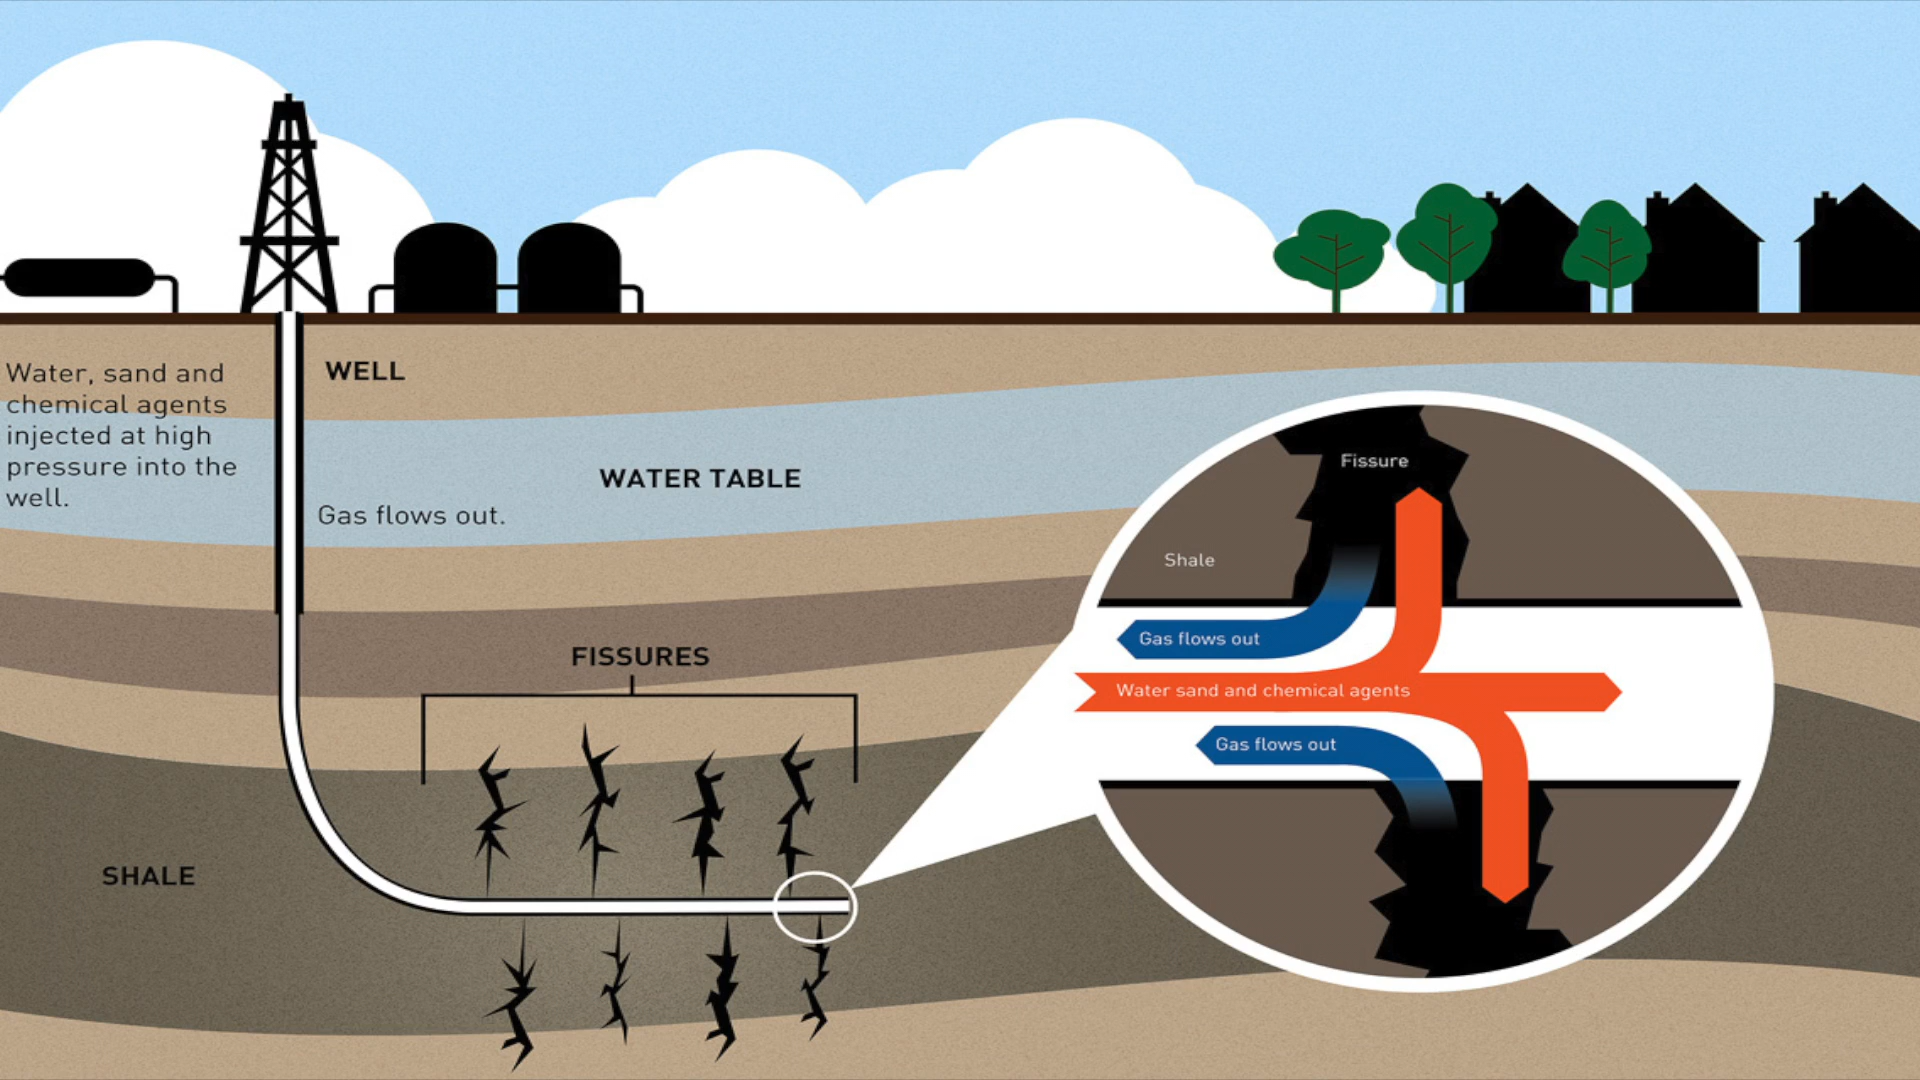 Water, sand and
chemical agents
injected at high
pressure into the
well.
WELL
WATER TABLE
Gas flows out.
FISSURES
SHALE
Fissure
Shale
Gas flows out
Water sand and chemical agents
Gas flows out